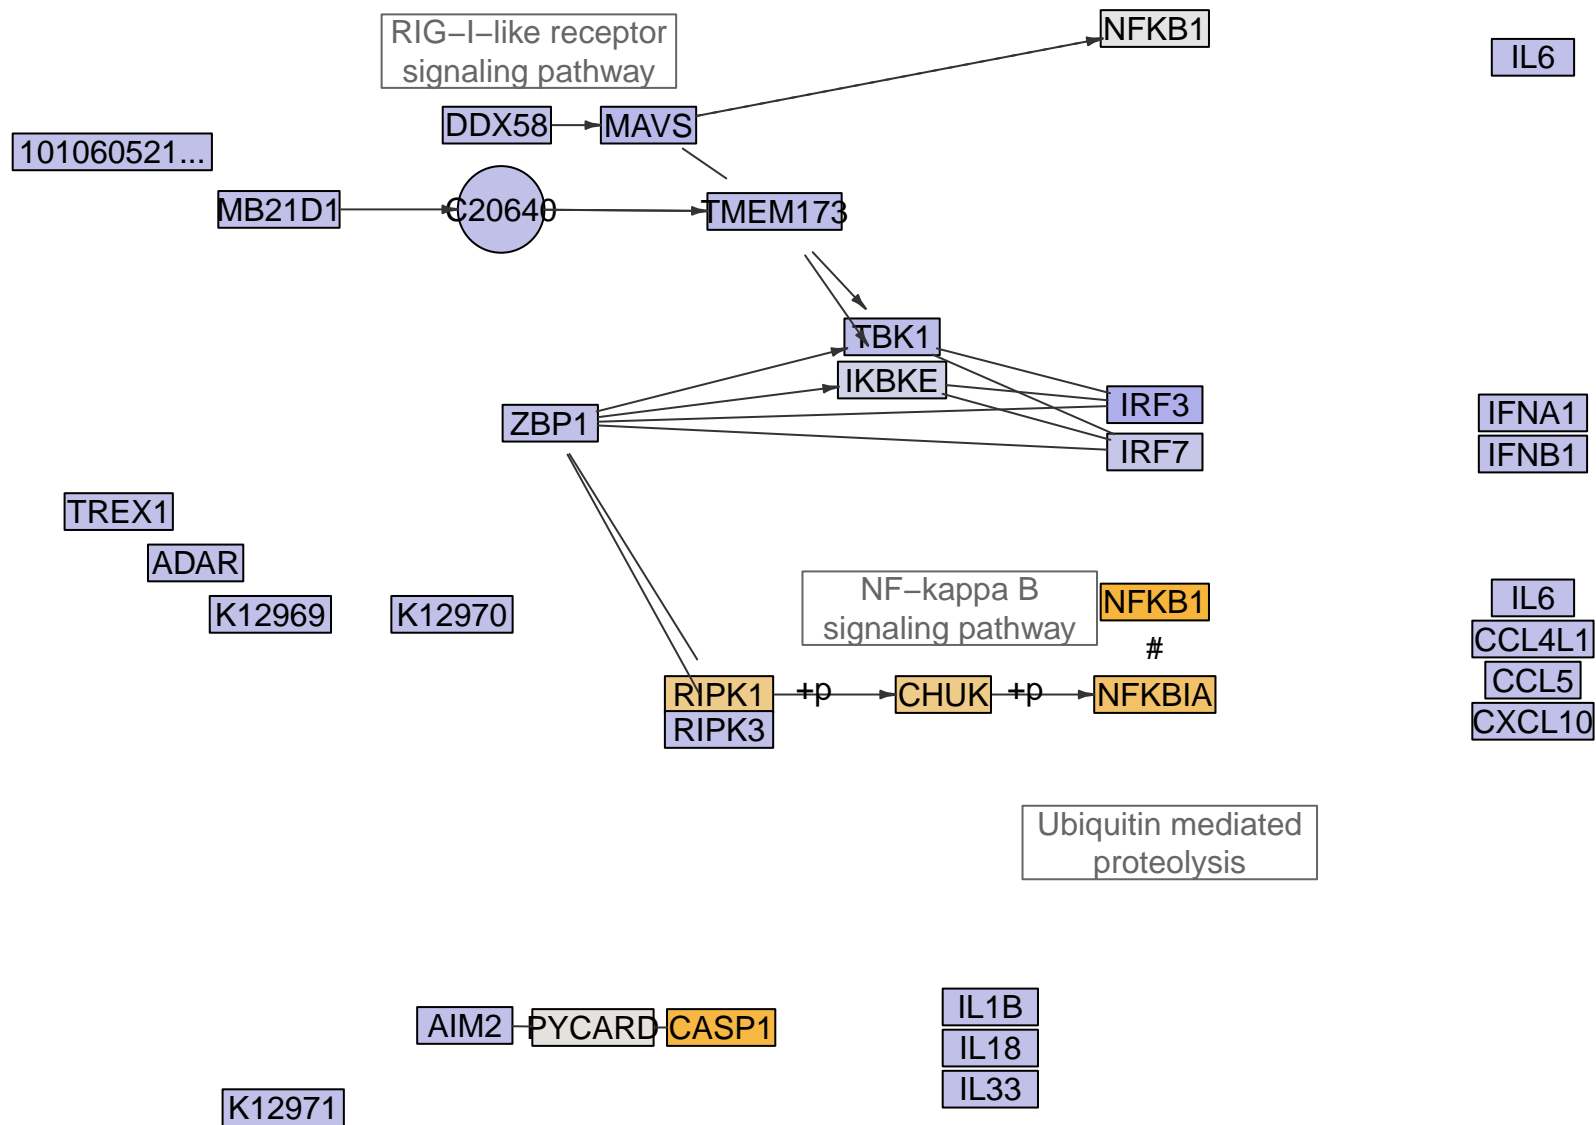 RIG−I−like receptor
signaling pathway
NFKB1
IL6
DDX58
MAVS
101060521...
MB21D1
C20640
TMEM173
TBK1
IKBKE
IRF3
ZBP1
IRF7
IFNA1
IFNB1
TREX1
ADAR
K12969
K12970
NF−kappa B
signaling pathway
NFKB1
#
IL6
CCL4L1
CCL5
CXCL10
RIPK1
+p
CHUK
+p
NFKBIA
RIPK3
Ubiquitin mediated
proteolysis
AIM2
PYCARD
CASP1
IL1B
IL18
IL33
K12971